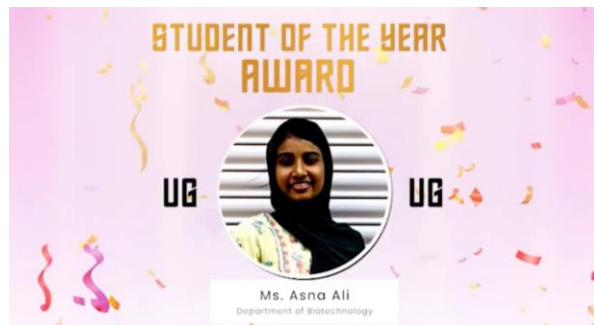 STUDENT OF THE YEAR
AWARD
UG UG
Ms. Asna Ali
Department of Biotechnology